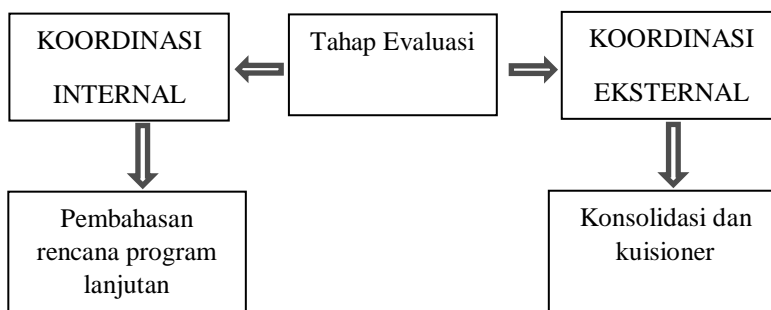 KOORDINASI
INTERNAL
Tahap Evaluasi
KOORDINASI
EKSTERNAL
Pembahasan
rencana program
lanjutan
Konsolidasi dan
kuisioner